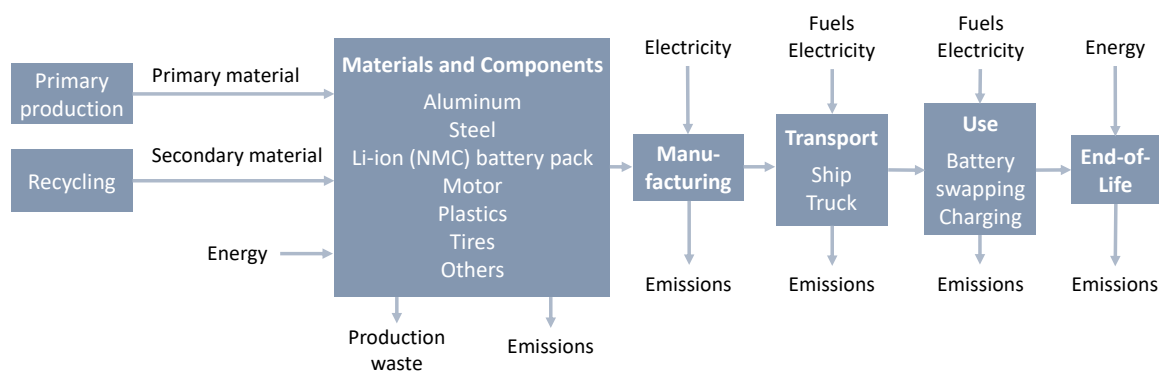 Primary
production
Primary material
Recycling
Secondary material
Energy
Materials and Components
Aluminum
Steel
Li-ion (NMC) battery pack
Motor
Plastics
Tires
Others
Production
waste
Emissions
Electricity
Manu-
facturing
Emissions
Fuels
Electricity
Transport
Ship
Truck
Emissions
Fuels
Electricity
Use
Battery
swapping
Charging
Emissions
Energy
End-of-
Life
Emissions